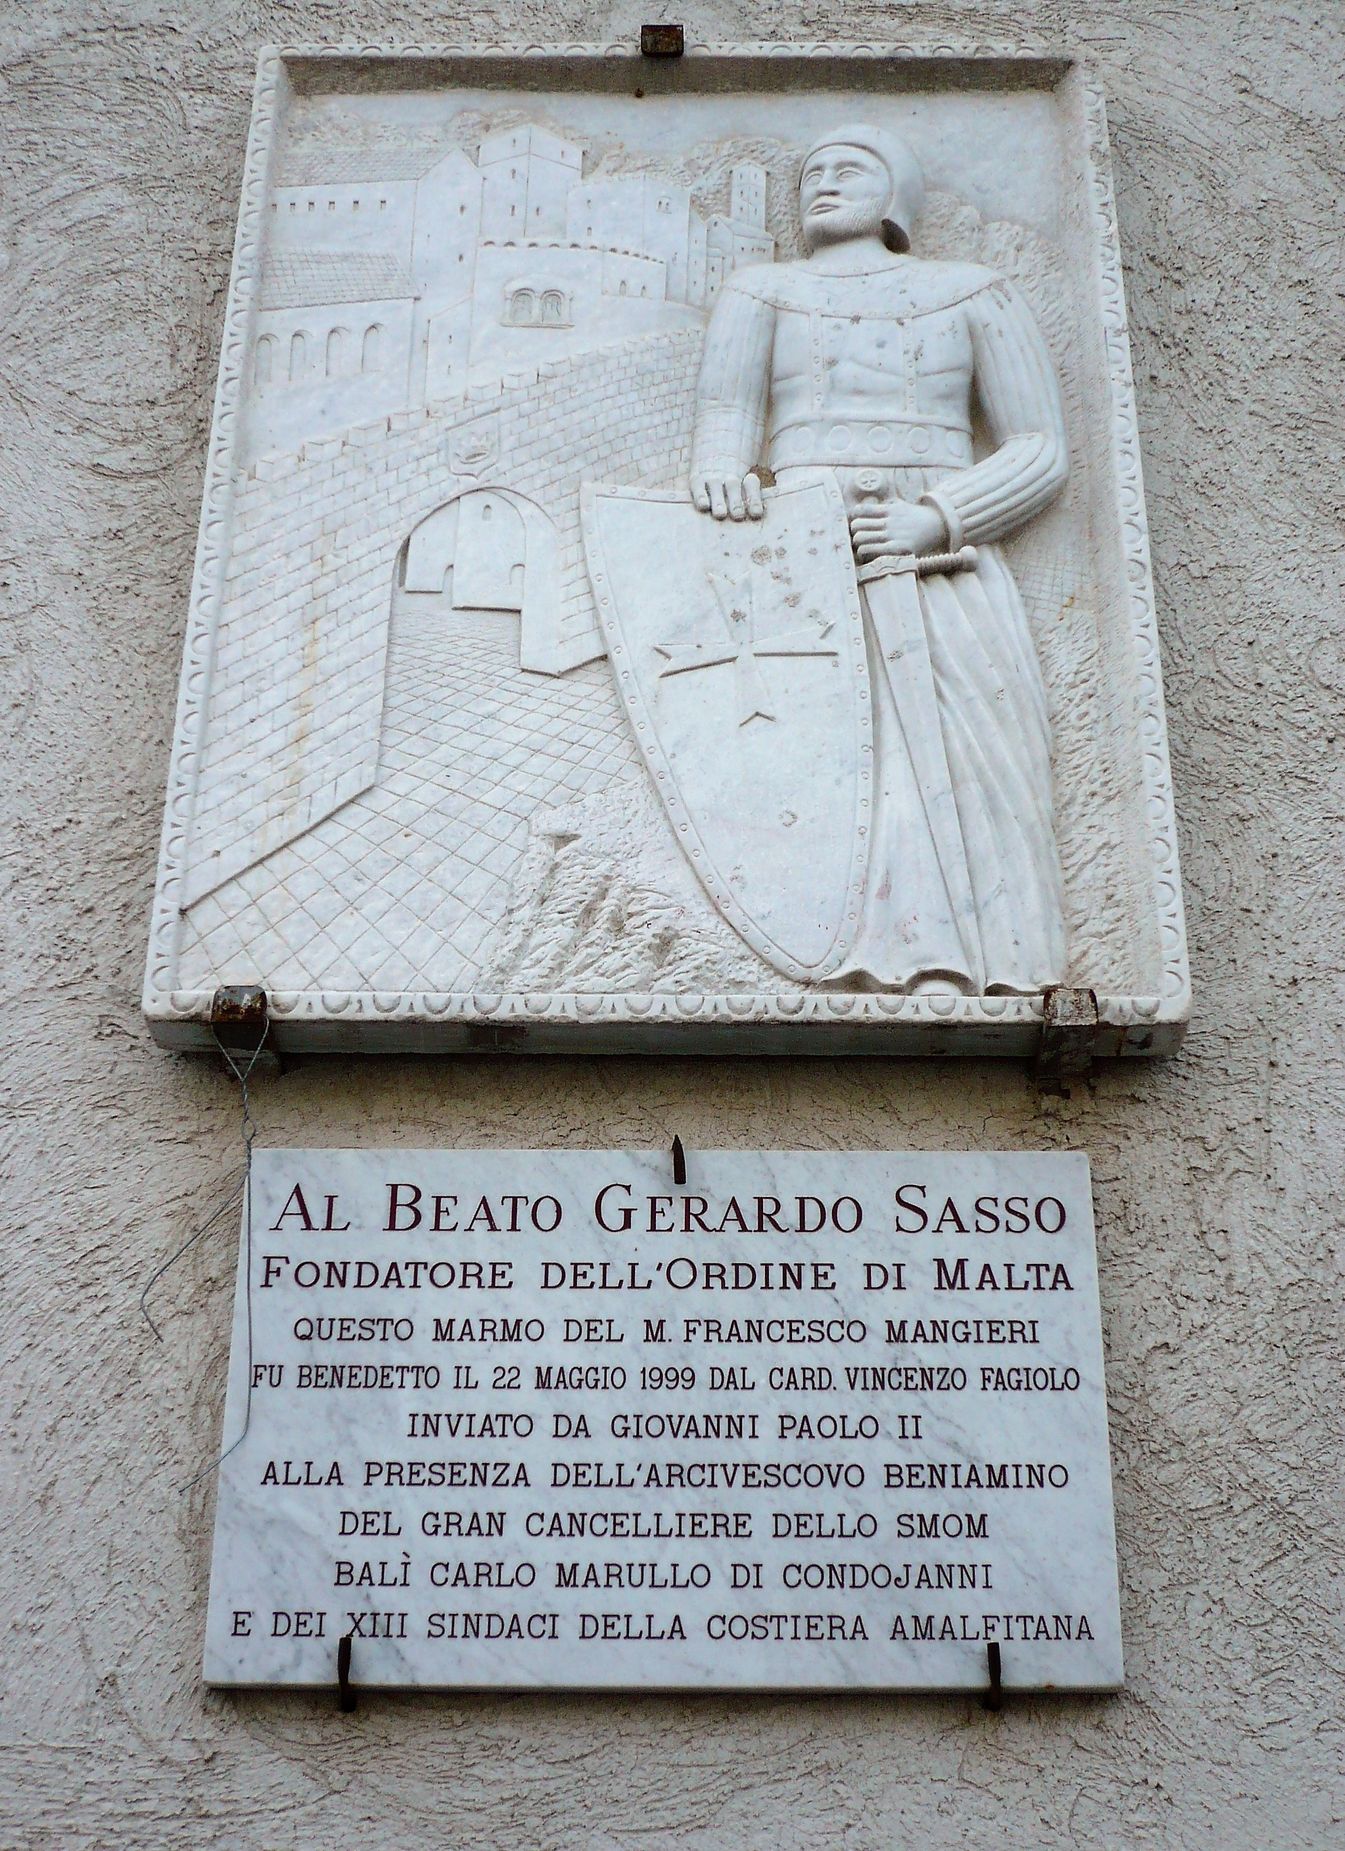 AL BEATO GERARDO SASSO
FONDATORE DELL'ORDINE DI MALTA
QUESTO MARMO DEL M. FRANCESCO MANGIERI
FU BENEDETTO IL 22 MAGGIO 1999 DAL CARD. VINCENZO FAGIOLO
INVIATO DA GIOVANNI PAOLO II
ALLA PRESENZA DELL'ARCIVESCOVO BENIAMINO
DEL GRAN CANCELLIERE DELLO SMOM
BALÌ CARLO MARULLO DI CONDOJANNI
E DEI XIII SINDACI DELLA COSTIERA AMALFITANA